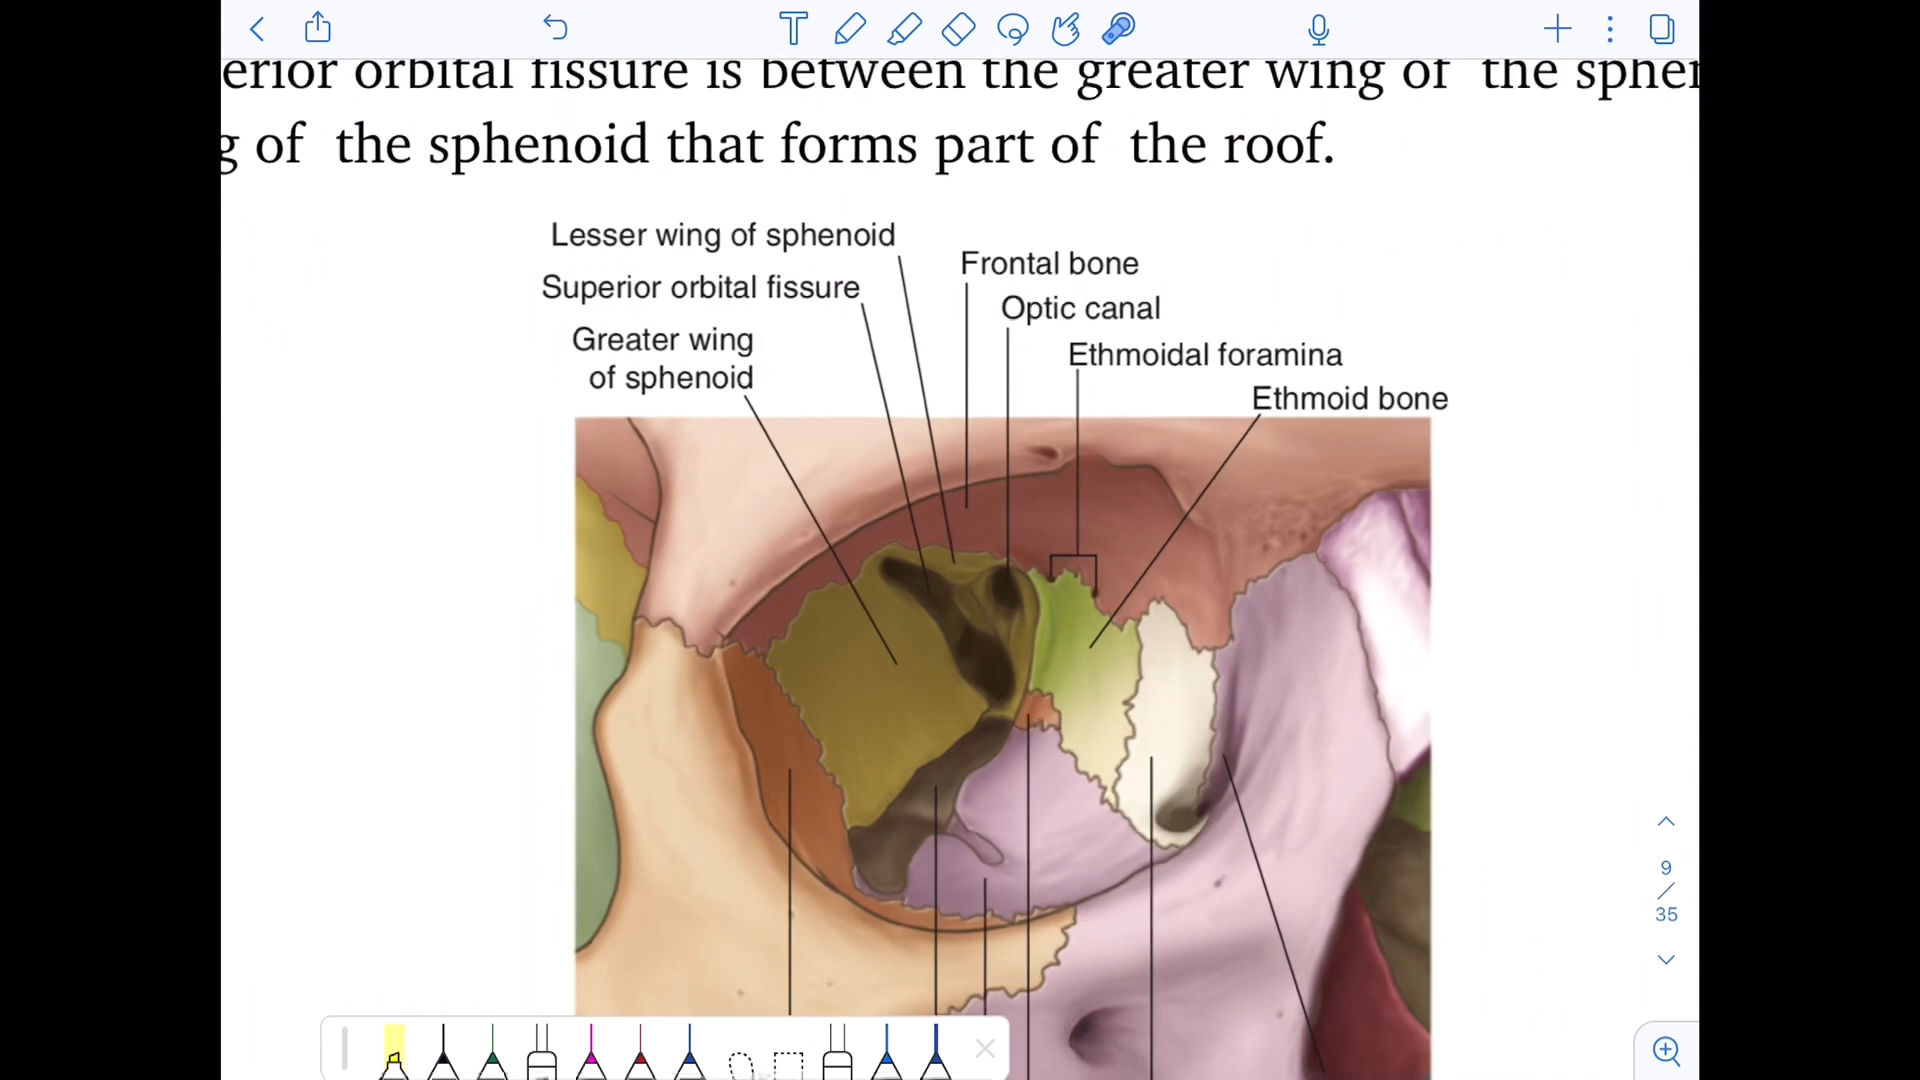 erior orbital fissure is between the greater wing of the sphen
g of the sphenoid that forms part of the roof.
Lesser wing of sphenoid
Frontal bone
Superior orbital fissure
Optic canal
Greater wing
of sphenoid
Ethmoidal foramina
Ethmoid bone
9
/
35